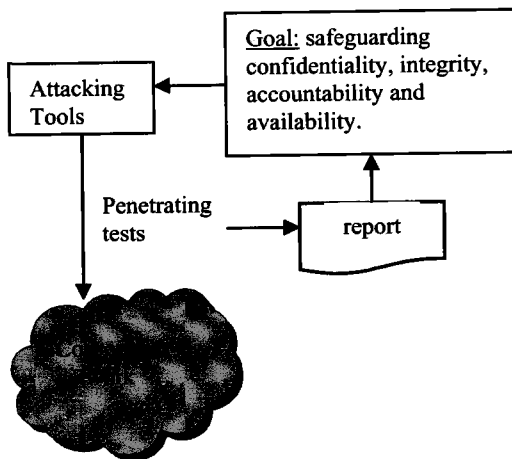 Goal: safeguarding
confidentiality, integrity,
accountability and
availability.
Attacking
Tools
Penetrating
tests
report